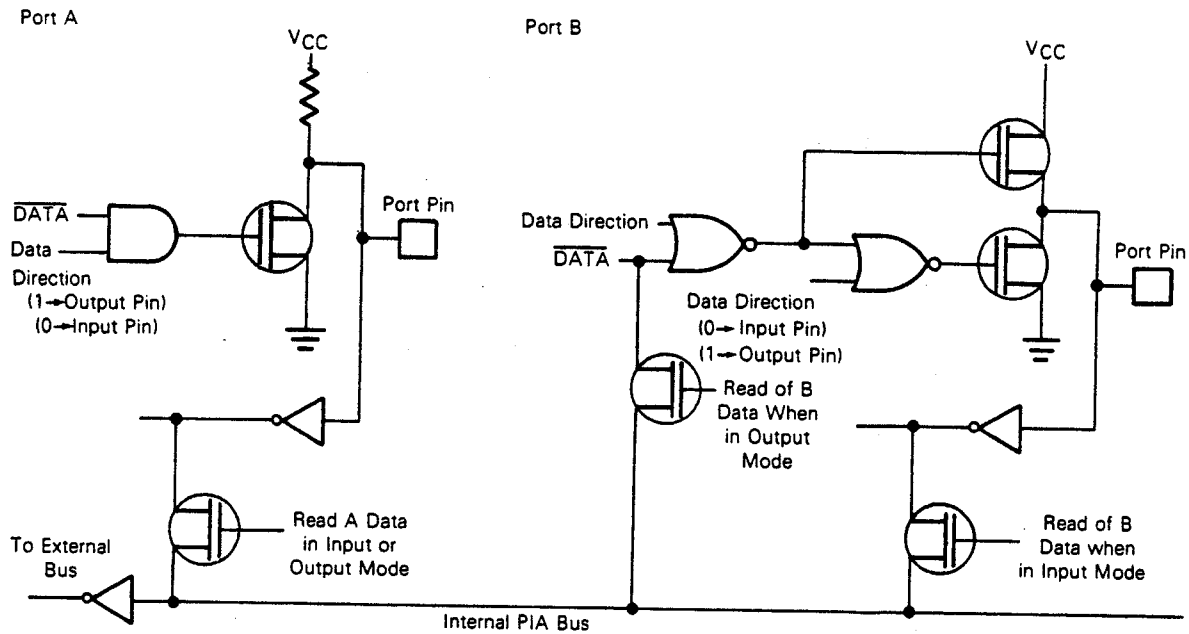 Port A
VCC
D̅A̅T̅A̅
Data
Direction
(1→Output Pin)
(0→Input Pin)
Port Pin
Read A Data
in Input or
Output Mode
To External
Bus
Internal PIA Bus
Port B
VCC
Data Direction
D̅A̅T̅A̅
Data Direction
(0→ Input Pin)
(1→Output Pin)
Port Pin
Read of B
Data When
in Output
Mode
Read of B
Data when
in Input Mode